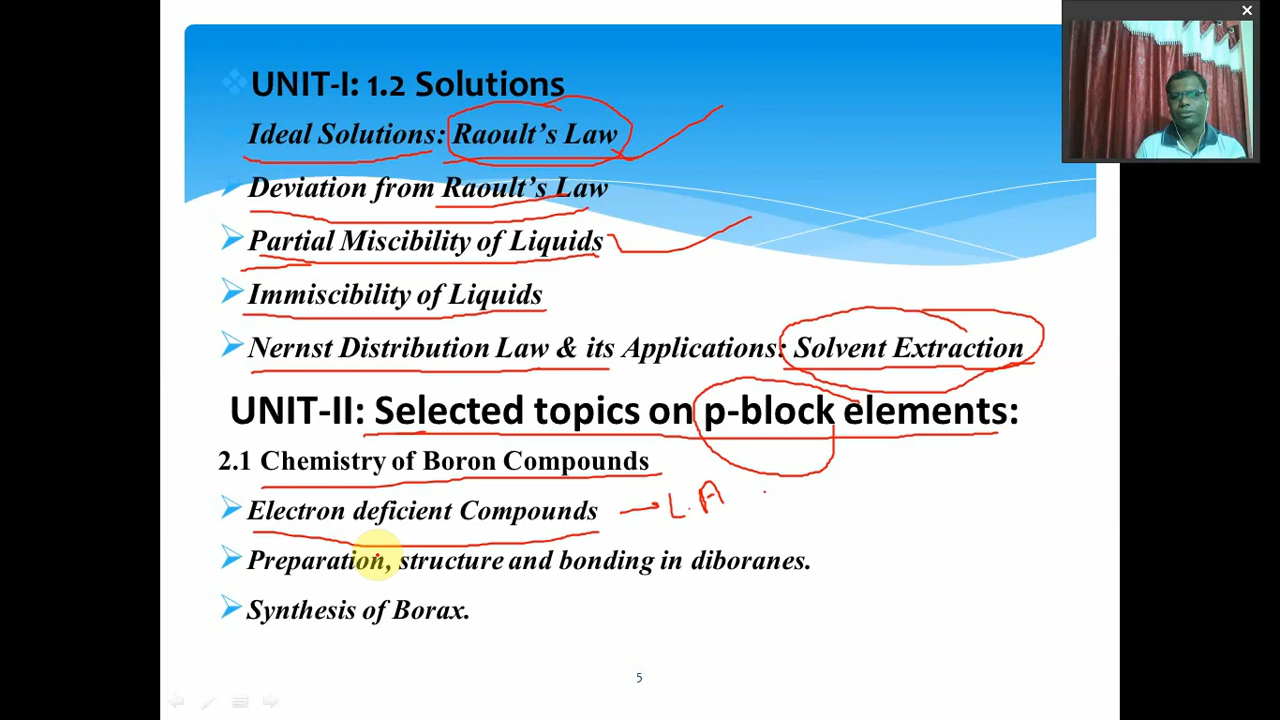 UNIT-I: 1.2 Solutions
Ideal Solutions: Raoult’s Law
Deviation from Raoult’s Law
Partial Miscibility of Liquids
Immiscibility of Liquids
Nernst Distribution Law & its Applications: Solvent Extraction
UNIT-II: Selected topics on p-block elements:
2.1 Chemistry of Boron Compounds
Electron deficient Compounds → L.A
Preparation, structure and bonding in diboranes.
Synthesis of Borax.
5